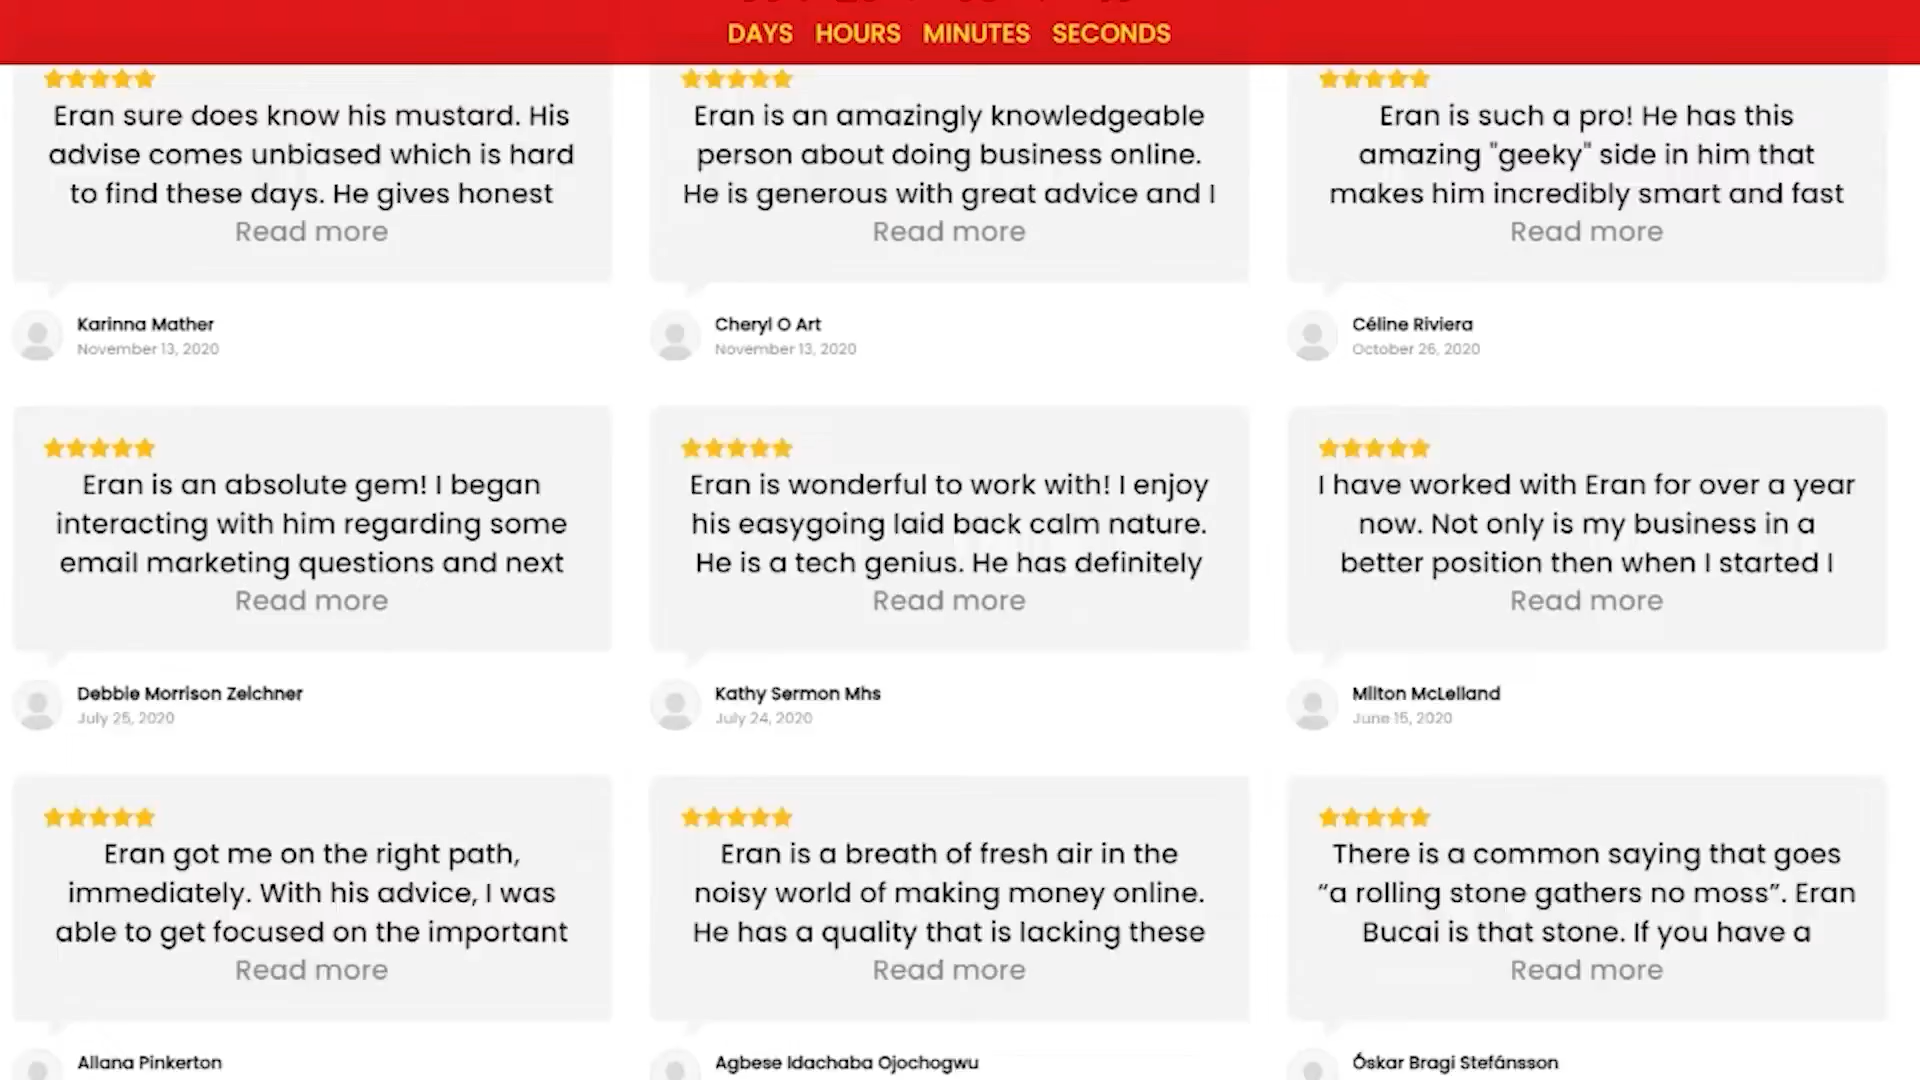 DAYS HOURS MINUTES SECONDS
Eran sure does know his mustard. His
advise comes unbiased which is hard
to find these days. He gives honest
Read more
Karinna Mather
November 13, 2020
Eran is an amazingly knowledgeable
person about doing business online.
He is generous with great advice and I
Read more
Cheryl O Art
November 13, 2020
Eran is such a pro! He has this
amazing "geeky" side in him that
makes him incredibly smart and fast
Read more
Céline Riviera
October 26, 2020
Eran is an absolute gem! I began
interacting with him regarding some
email marketing questions and next
Read more
Debbie Morrison Zeichner
July 25, 2020
Eran is wonderful to work with! I enjoy
his easygoing laid back calm nature.
He is a tech genius. He has definitely
Read more
Kathy Sermon Mhs
July 24, 2020
I have worked with Eran for over a year
now. Not only is my business in a
better position then when I started I
Read more
Milton McLelland
June 15, 2020
Eran got me on the right path,
immediately. With his advice, I was
able to get focused on the important
Read more
Allana Pinkerton
Eran is a breath of fresh air in the
noisy world of making money online.
He has a quality that is lacking these
Read more
Agbese Idachaba Ojochogwu
There is a common saying that goes
“a rolling stone gathers no moss”. Eran
Bucai is that stone. If you have a
Read more
Óskar Bragi Stefánsson